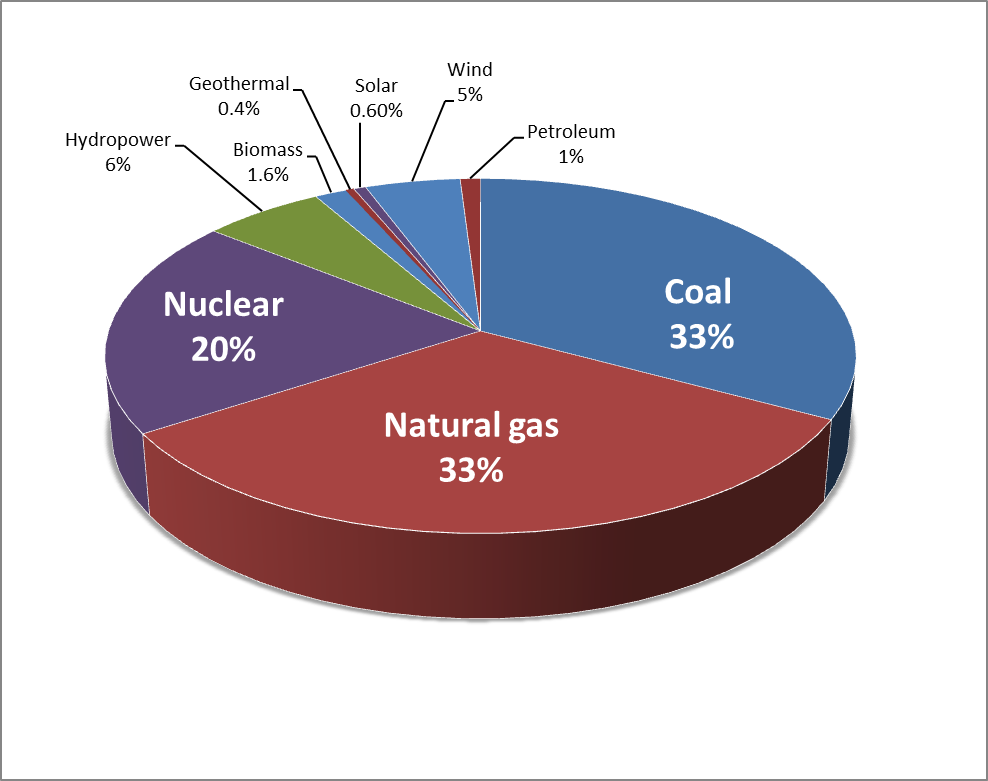 Wind
5%
Geothermal
0.4%
Solar
0.60%
Hydropower
6%
Biomass
1.6%
Petroleum
1%
Nuclear
20%
Coal
33%
Natural gas
33%